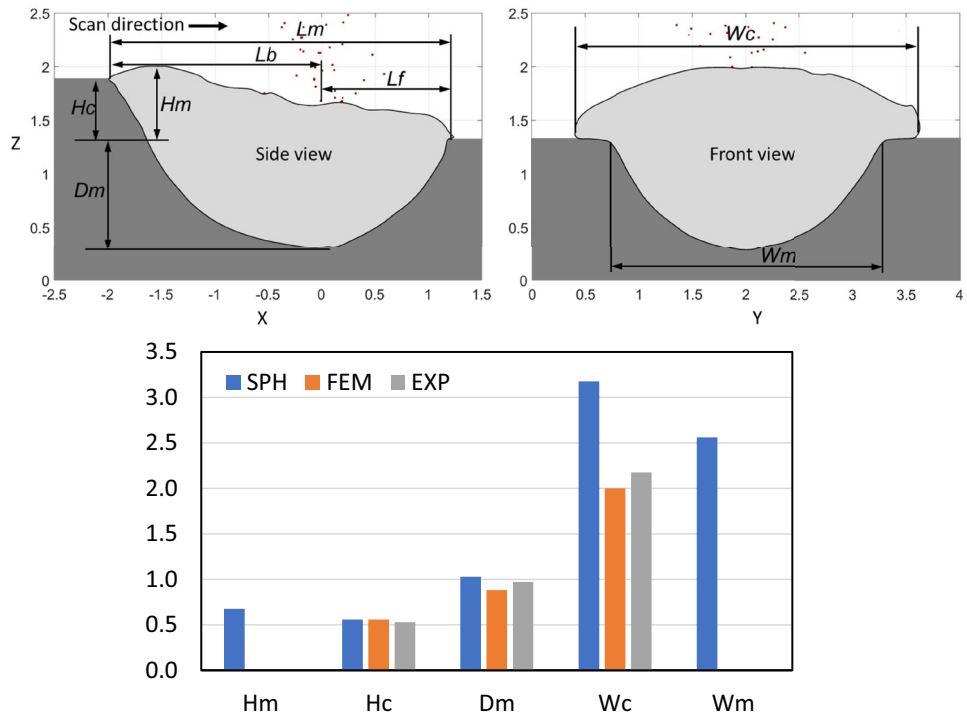 Scan direction
Lm
Lb
Lf
Hc
Hm
Dm
Side view
Z
2.5
2
1.5
1
0.5
0
-2.5
-2
-1.5
-1
-0.5
0
0.5
1
1.5
X
Wc
Front view
Wm
2.5
2
1.5
1
0.5
0
0
0.5
1
1.5
2
2.5
3
3.5
4
Y
3.5
3.0
2.5
2.0
1.5
1.0
0.5
0.0
SPH FEM EXP
Hm Hc Dm Wc Wm